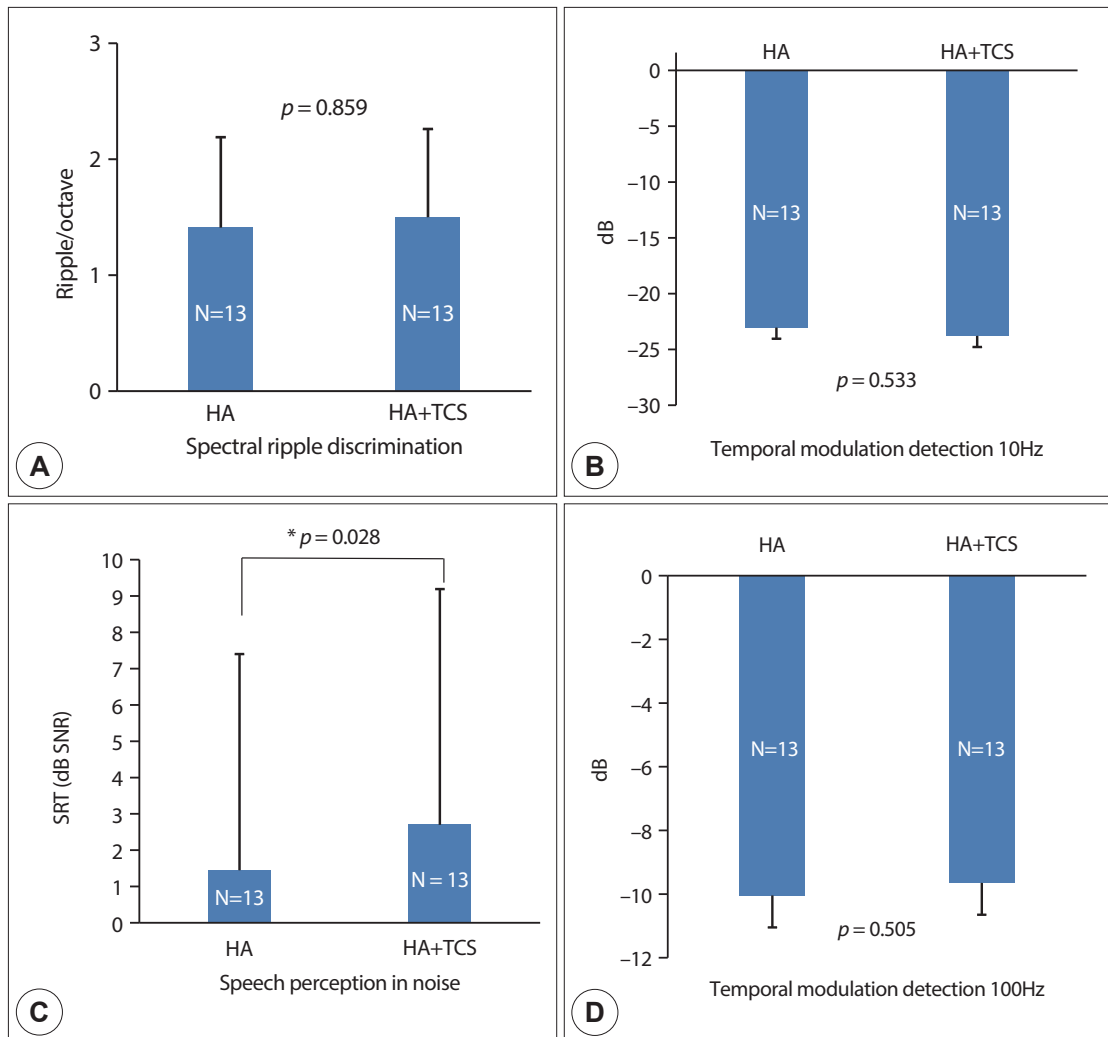 3
2
1
0
Ripple/octave
p = 0.859
N=13
N=13
HA
HA+TCS
Spectral ripple discrimination
A
HA
HA+TCS
0
−5
−10
−15
−20
−25
−30
dB
N=13
N=13
p = 0.533
Temporal modulation detection 10Hz
B
* p = 0.028
10
9
8
7
6
5
4
3
2
1
0
SRT (dB SNR)
N=13
N = 13
HA
HA+TCS
Speech perception in noise
C
HA
HA+TCS
0
−2
−4
−6
−8
−10
−12
dB
N=13
N=13
p = 0.505
Temporal modulation detection 100Hz
D